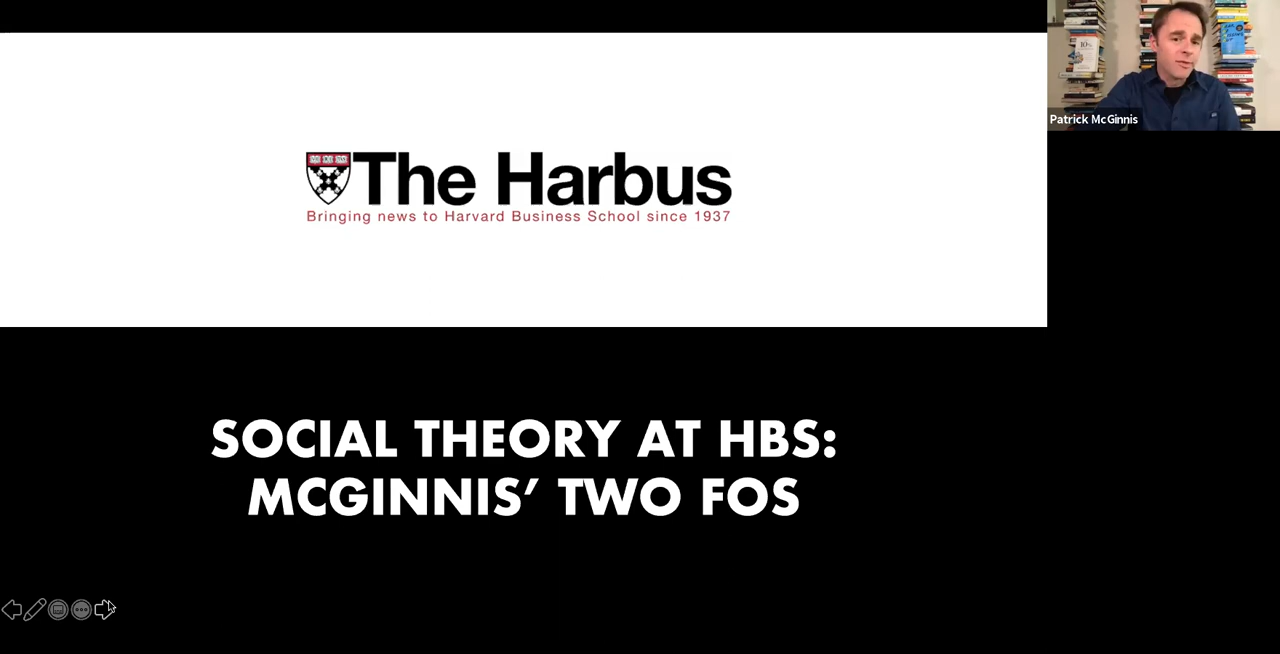 The Harbus
Bringing news to Harvard Business School since 1937
Patrick McGinnis
10%
SOCIAL THEORY AT HBS:
MCGINNIS’ TWO FOS